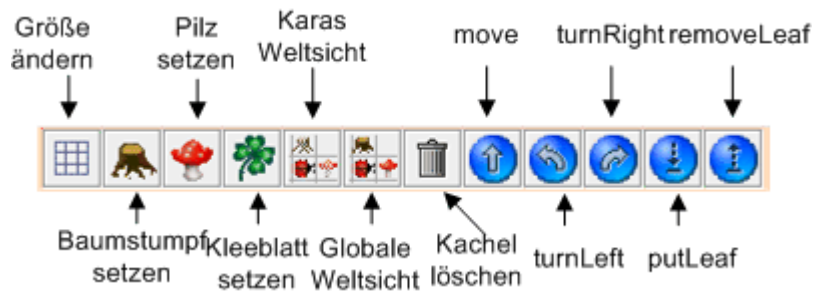 Größe
ändern
Pilz
setzen
Karas
Weltsicht
move
turnRight removeLeaf
Baumstumpf
setzen
Kleeblatt
setzen
Globale
Weltsicht
Kachel
löschen
turnLeft
putLeaf